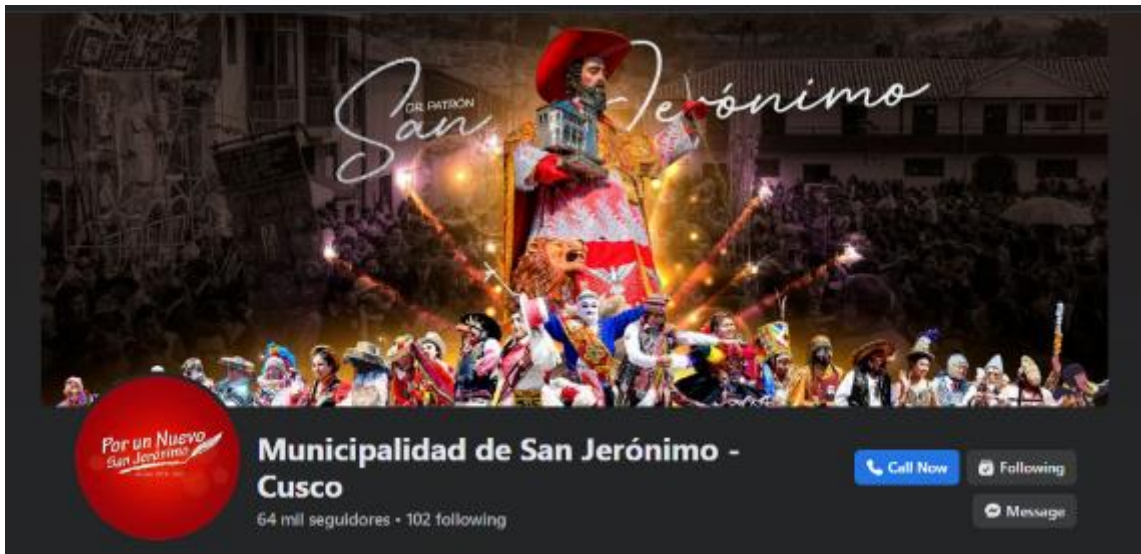 DR. PATRÓN
San Jerónimo
Por un Nuevo
San Jerónimo
Municipalidad de San Jerónimo -
Cusco
64 mil seguidores • 102 following
Call Now
Following
Message